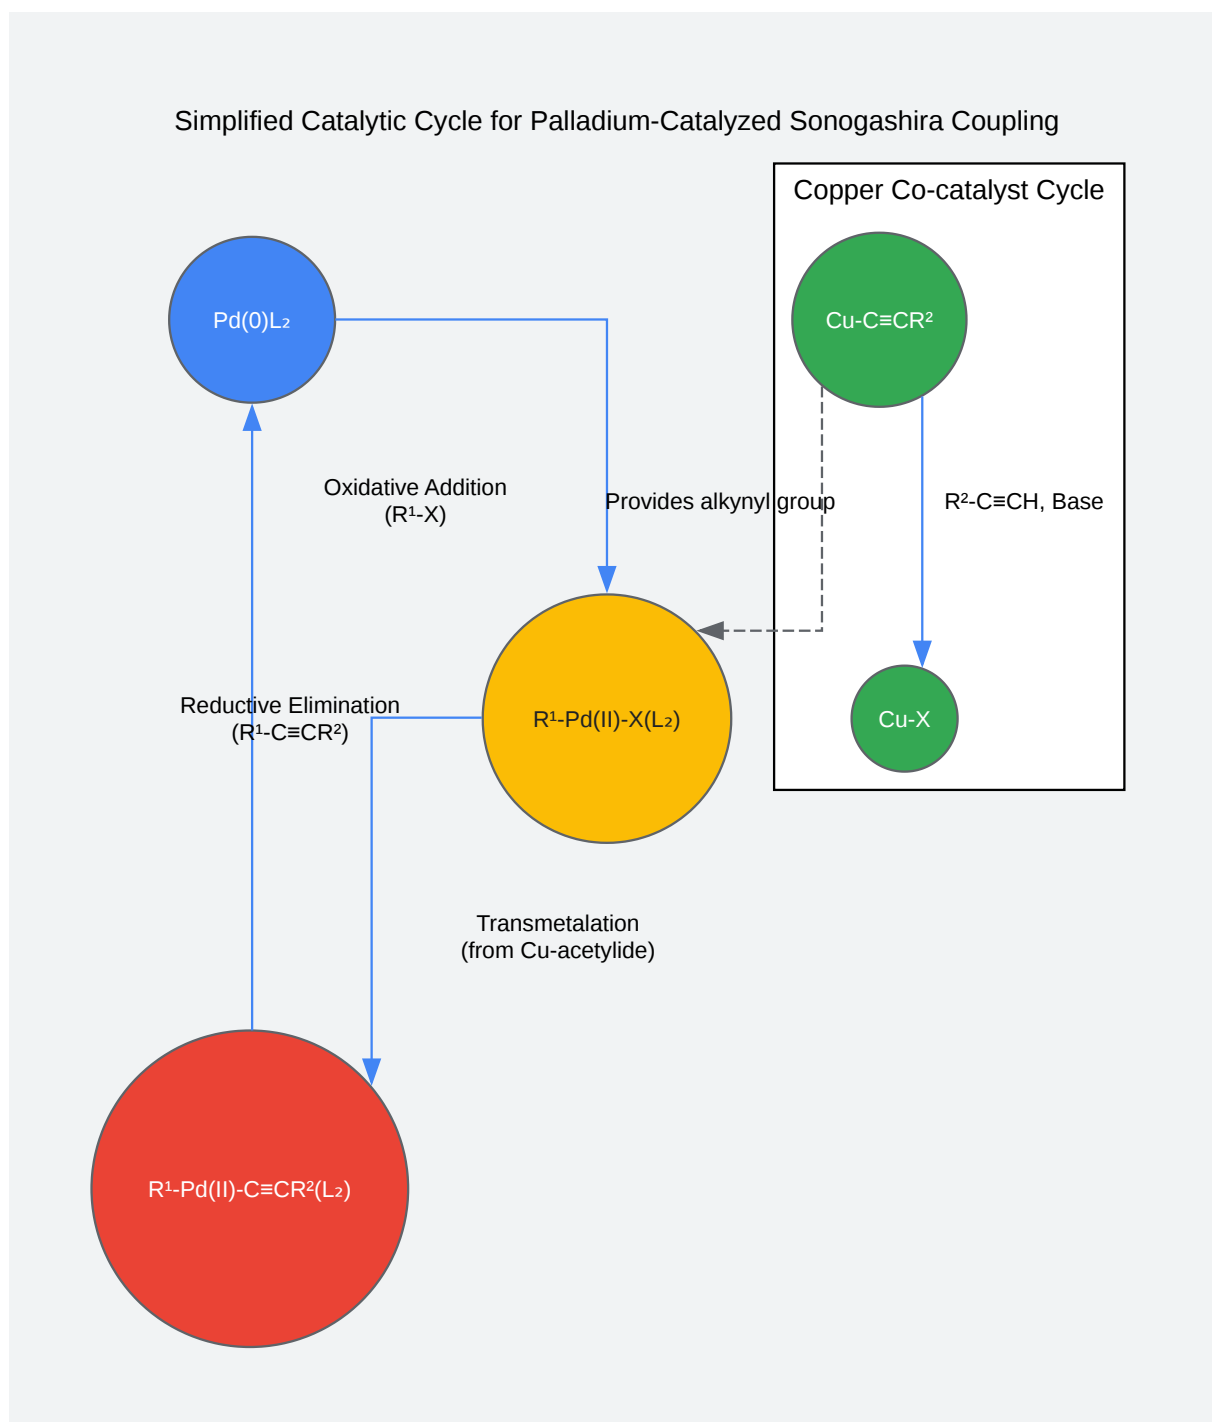 Simplified Catalytic Cycle for Palladium-Catalyzed Sonogashira Coupling
Copper Co-catalyst Cycle
Pd(0)L₂
Cu-C≡CR²
Oxidative Addition
(R¹-X)
Provides alkynyl group
R²-C≡CH, Base
Reductive Elimination
(R¹-C≡CR²)
R¹-Pd(II)-X(L₂)
Cu-X
Transmetalation
(from Cu-acetylide)
R¹-Pd(II)-C≡CR²(L₂)